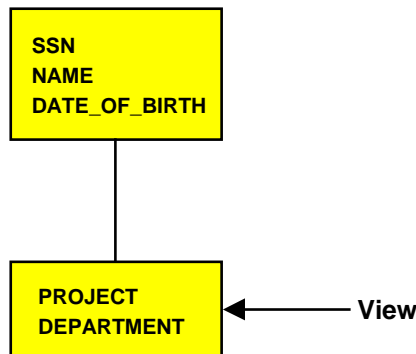 SSN
NAME
DATE_OF_BIRTH
PROJECT
DEPARTMENT
View